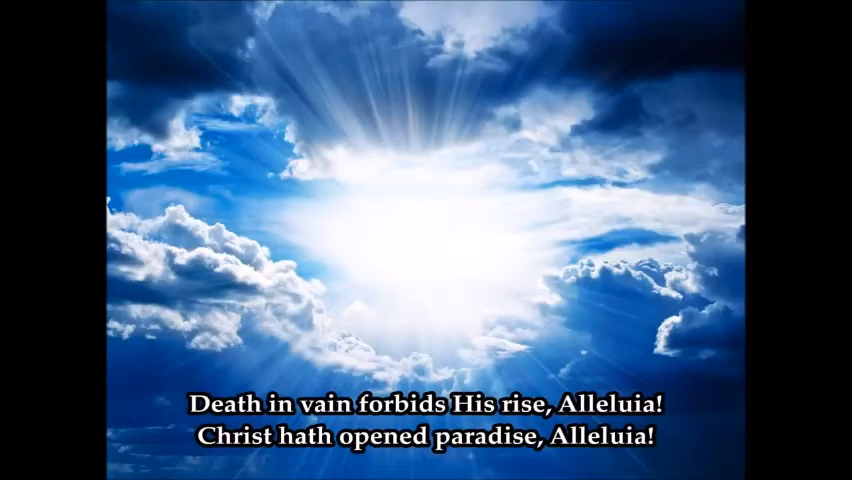 Death in vain forbids His rise, Alleluia!
Christ hath opened paradise, Alleluia!